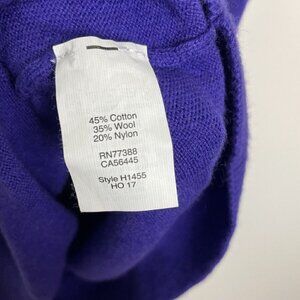 45% Cotton
35% Wool
20% Nylon
RN77388
CA56445
Style H1455
HO 17